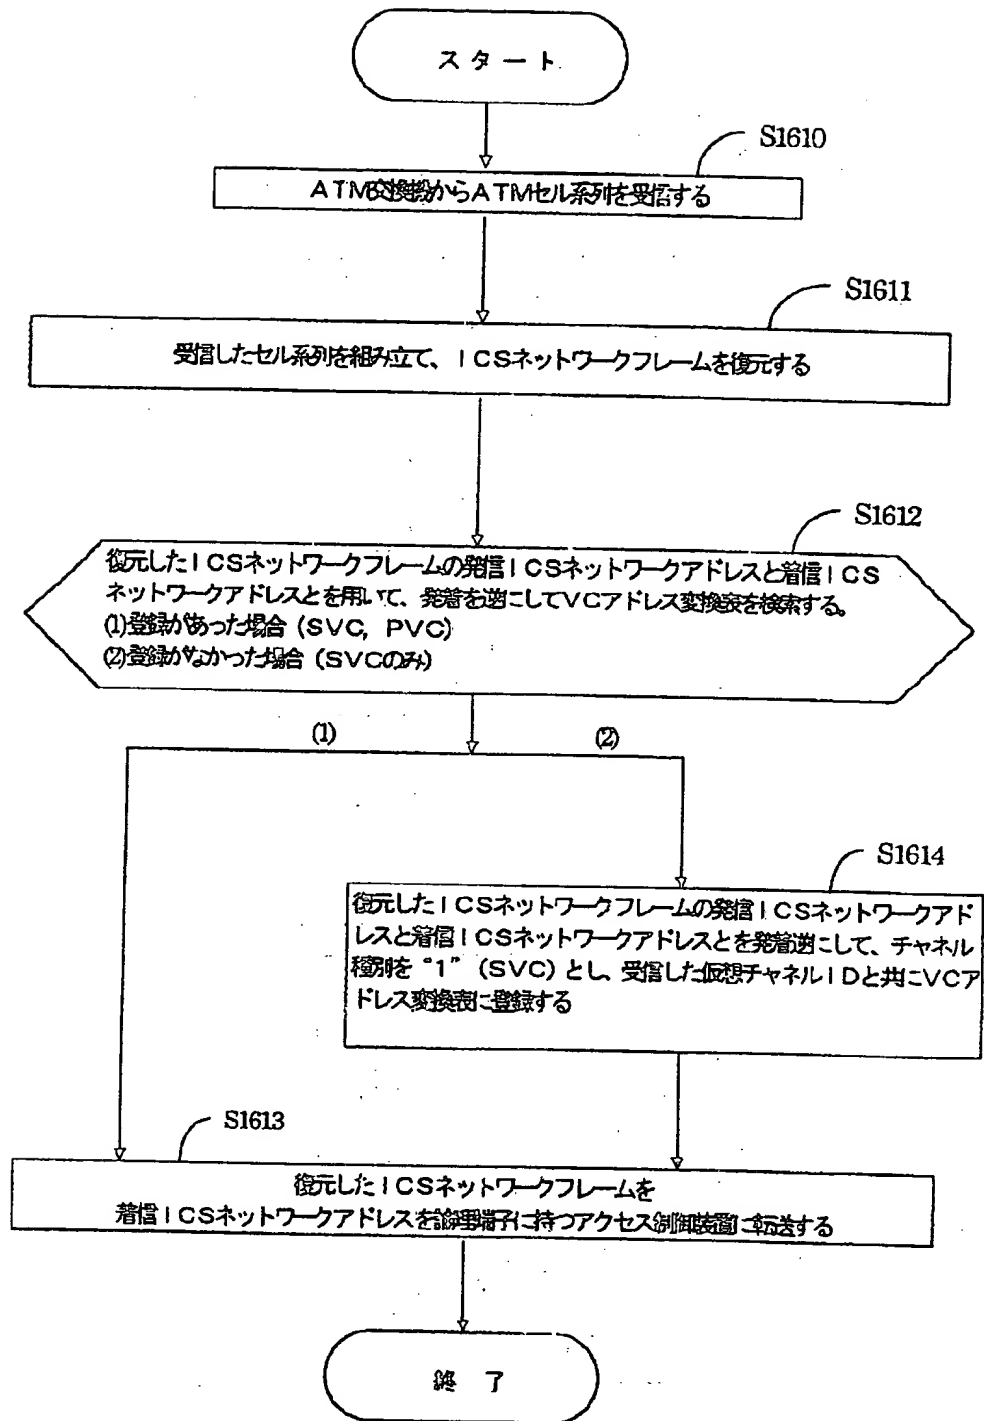 スタート
S1610
ATM交換機からATMセル系列を受信する
S1611
受信したセル系列を組み立て、ICSネットワークフレームを復元する
S1612
復元したICSネットワークフレームの発信ICSネットワークアドレスと着信ICS
ネットワークアドレスとを用いて、発着を逆にしてVCアドレス変換表を検索する。
(1)登録があった場合（SVC, PVC）
(2)登録がなかった場合（SVCのみ）
(1)
(2)
S1614
復元したICSネットワークフレームの発信ICSネットワークアド
レスと着信ICSネットワークアドレスとを発着逆にして、チャネル
種別を“1”（SVC）とし、受信した仮想チャネルIDと共にVCア
ドレス変換表に登録する
S1613
復元したICSネットワークフレームを
着信ICSネットワークアドレスを論理端子に持つアクセス制御装置に転送する
終了